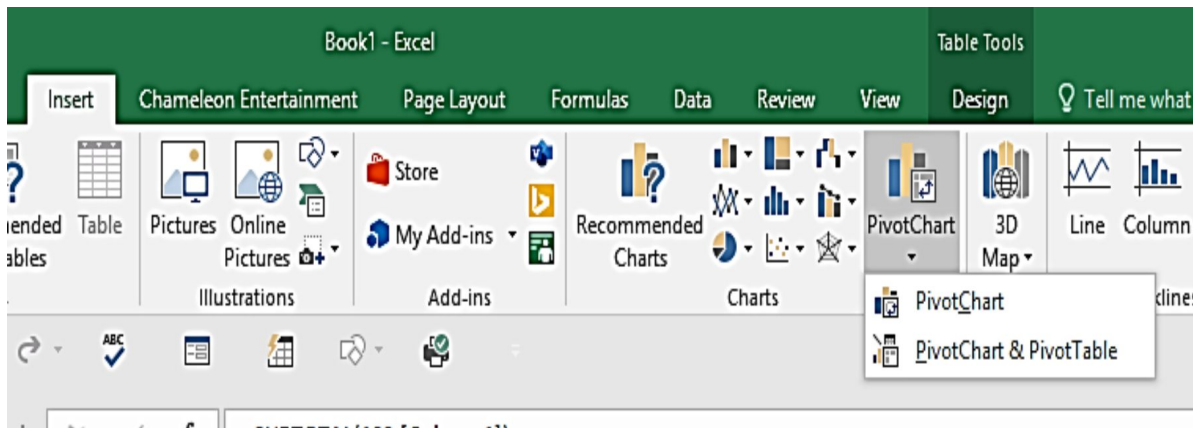 Book1 - Excel
Table Tools
Insert
Chameleon Entertainment
Page Layout
Formulas
Data
Review
View
Design
Tell me what
Table
Pictures
Online
Pictures
Store
My Add-ins
Recommended
Charts
PivotChart
3D
Map
Line
Column
Illustrations
Add-ins
Charts
PivotChart
PivotChart & PivotTable
ABC